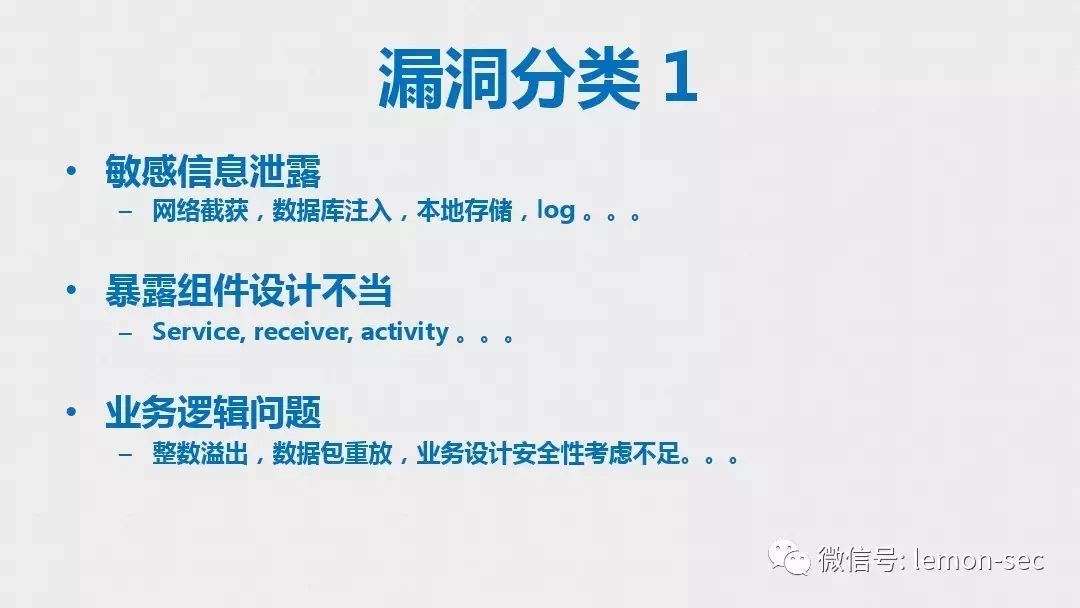 漏洞分类 1
• 敏感信息泄露
– 网络截获，数据库注入，本地存储，log 。。。
• 暴露组件设计不当
– Service, receiver, activity 。。。
• 业务逻辑问题
– 整数溢出，数据包重放，业务设计安全性考虑不足。。。
微信号: lemon-sec